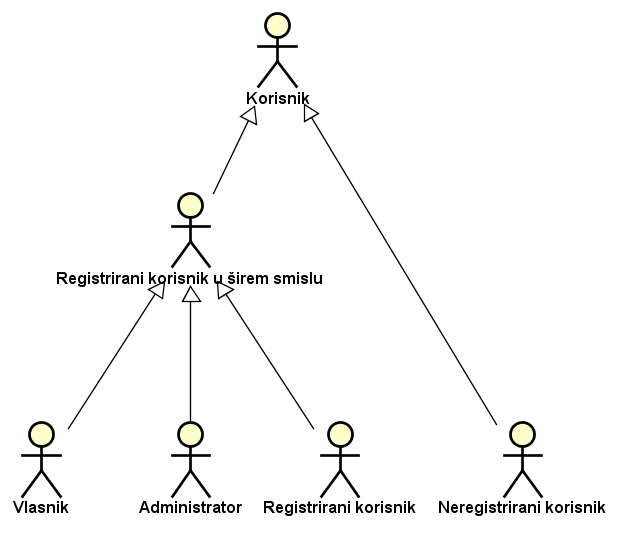 Korisnik
Registrirani korisnik u širem smislu
Vlasnik
Administrator
Registrirani korisnik
Neregistrirani korisnik